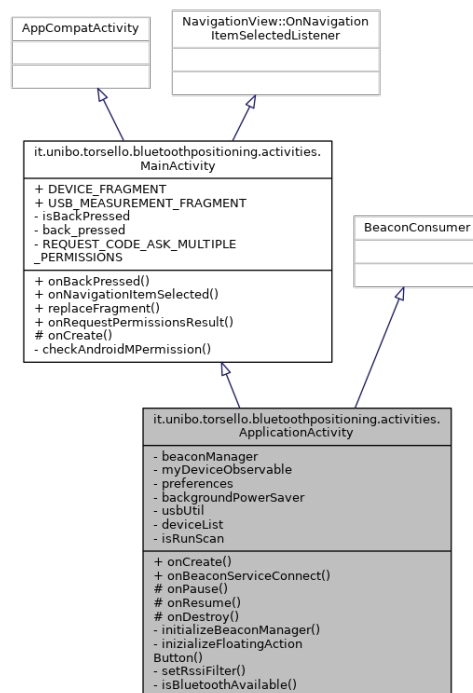 AppCompatActivity
NavigationView::OnNavigation
ItemSelectedListener
it.unibo.torsello.bluetoothpositioning.activities.
MainActivity
+ DEVICE_FRAGMENT
+ USB_MEASUREMENT_FRAGMENT
- isBackPressed
- back_pressed
- REQUEST_CODE_ASK_MULTIPLE
_PERMISSIONS
+ onBackPressed()
+ onNavigationItemSelected()
+ replaceFragment()
+ onRequestPermissionsResult()
# onCreate()
- checkAndroidMPermission()
BeaconConsumer
it.unibo.torsello.bluetoothpositioning.activities.
ApplicationActivity
- beaconManager
- myDeviceObservable
- preferences
- backgroundPowerSaver
- usbUtil
- deviceList
- isRunScan
+ onCreate()
+ onBeaconServiceConnect()
# onPause()
# onResume()
# onDestroy()
- initializeBeaconManager()
- inizializeFloatingAction
Button()
- setRssiFilter()
- isBluetoothAvailable()